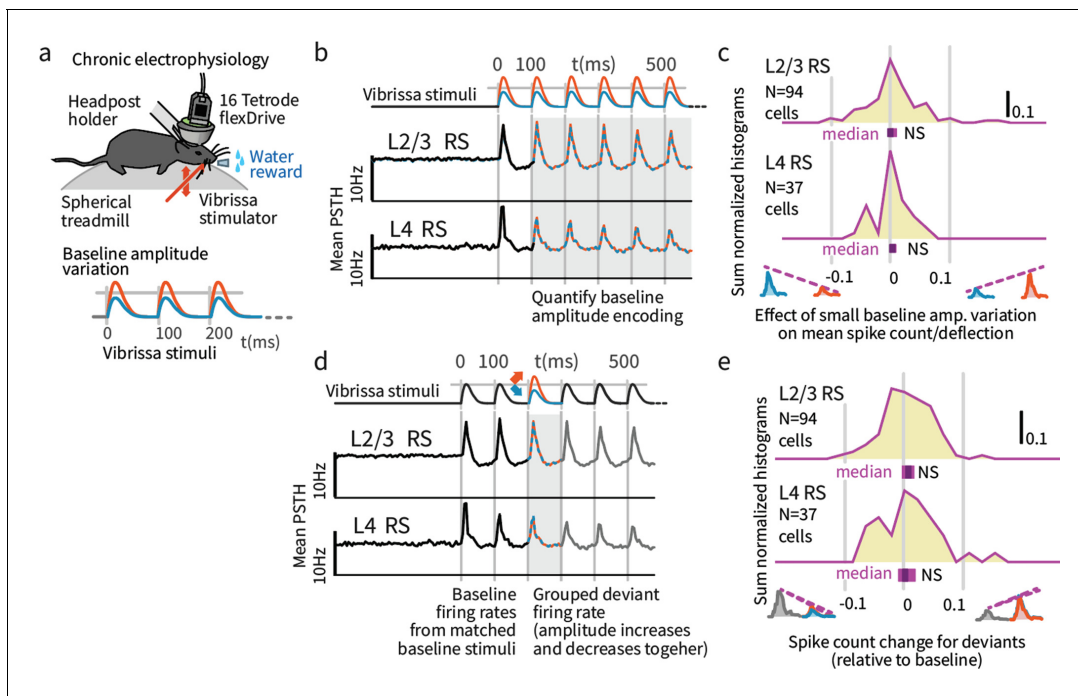 a
Chronic electrophysiology
Headpost
holder
16 Tetrode
flexDrive
Water
reward
Spherical
treadmill
Vibrissa
stimulator
Baseline amplitude
variation
0
100
200
t(ms)
Vibrissa stimuli
b
0 100 t(ms) 500
Vibrissa stimuli
L2/3 RS
10Hz
L4 RS
10Hz
Mean PSTH
Quantify baseline
amplitude encoding
c
L2/3 RS
N=94
cells
0.1
median NS
L4 RS
N=37
cells
median NS
-0.1 0 0.1
Sum normalized histograms
Effect of small baseline amp. variation
on mean spike count/deflection
d
0 100 t(ms) 500
Vibrissa stimuli
L2/3 RS
10Hz
L4 RS
10Hz
Mean PSTH
Baseline
firing rates
from matched
baseline stimuli
Grouped deviant
firing rate
(amplitude increases
and decreases togeher)
e
L2/3 RS
N=94
cells
0.1
median NS
L4 RS
N=37
cells
median NS
-0.1 0 0.1
Sum normalized histograms
Spike count change for deviants
(relative to baseline)